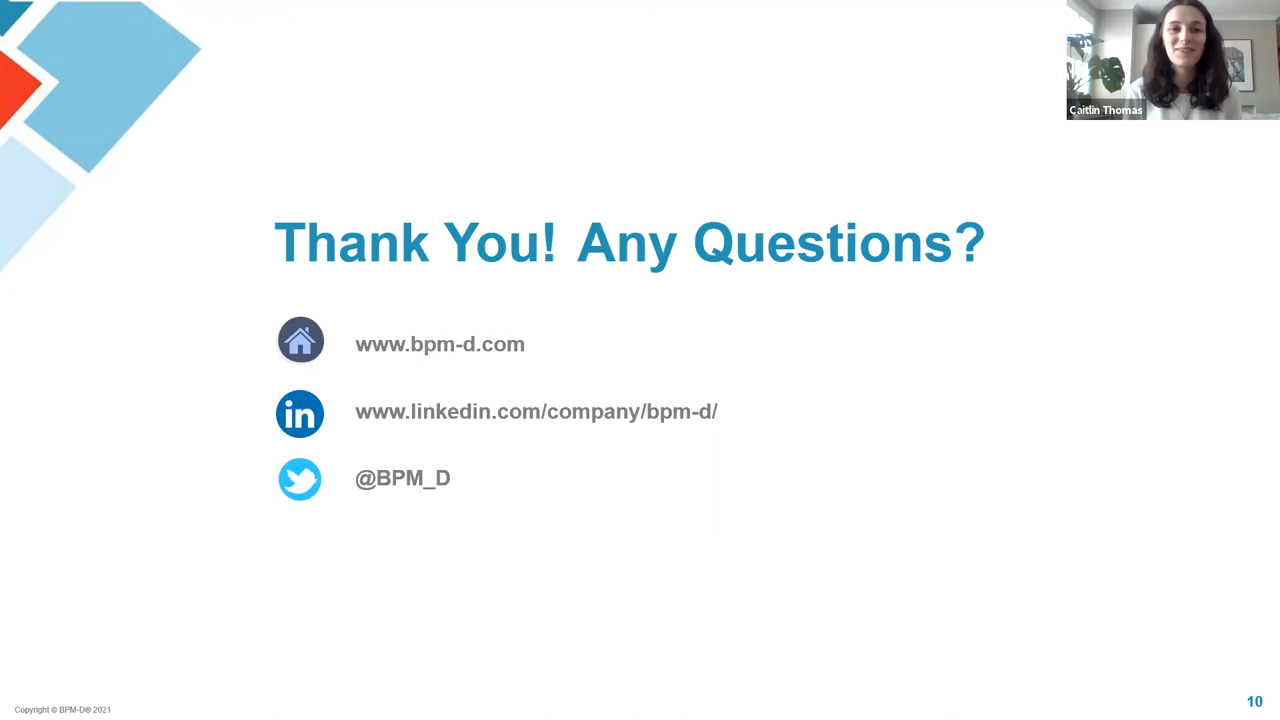 Caitlin Thomas
Thank You! Any Questions?
www.bpm-d.com
in
www.linkedin.com/company/bpm-d/
@BPM_D
Copyright © BPM-D® 2021
10